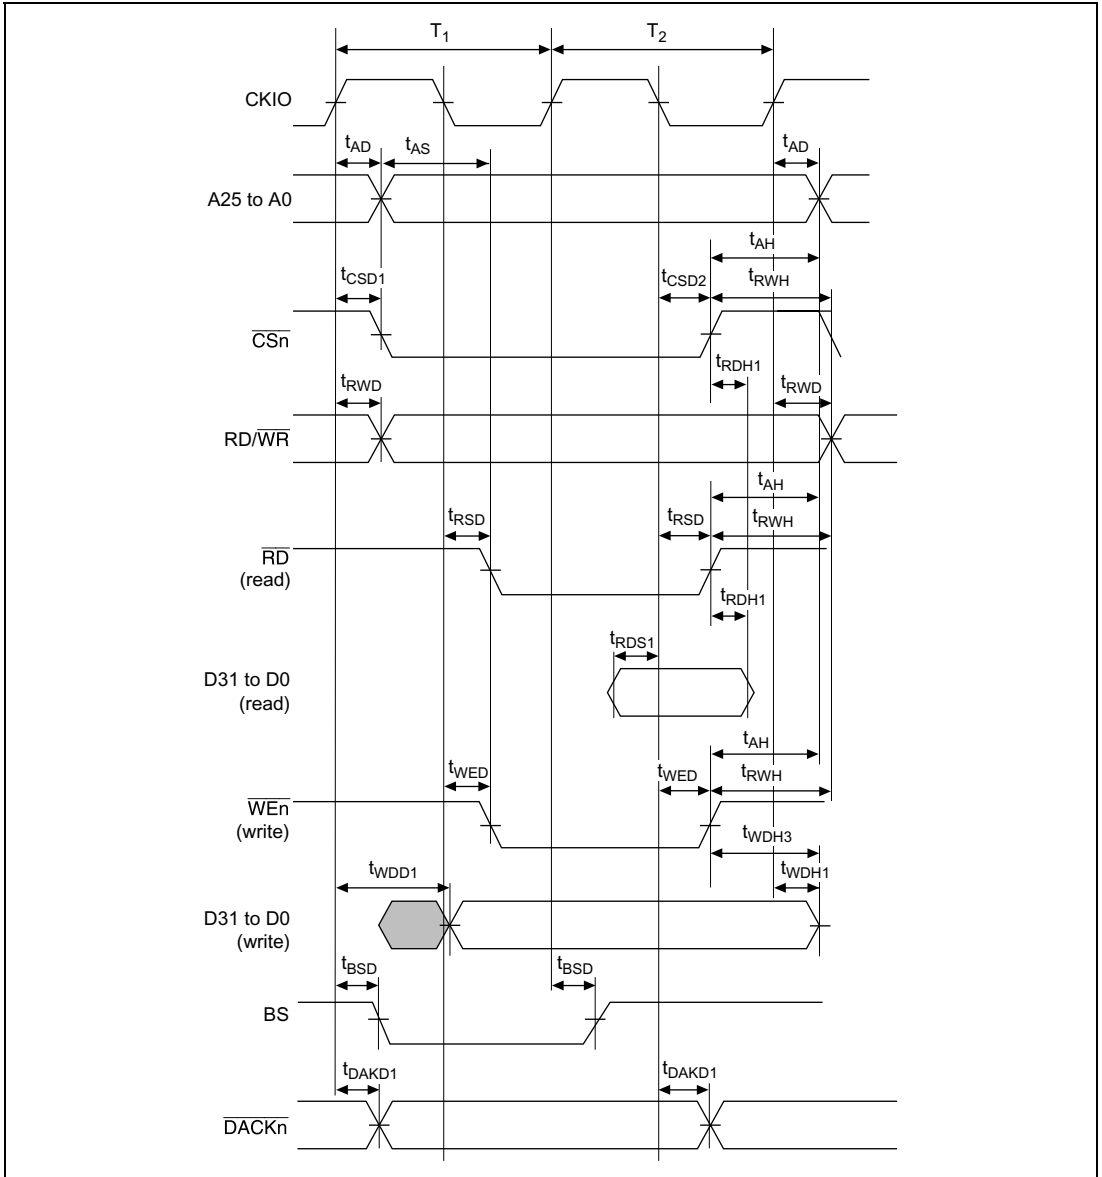 T1 T2
CKIO
tAD tAS tAD
A25 to A0
tAH
tCSD1 tCSD2 tRWH
CSn
tRDH1
tRWD tRWD
RD/WR
tAH
tRSD tRSD tRWH
RD
(read)
tRDH1
tRDS1
D31 to D0
(read)
tAH
tWED tWED tRWH
WEn
(write)
tWDH3
tWDD1 tWDH1
D31 to D0
(write)
tBSD tBSD
BS
tDAKD1 tDAKD1
DACKn